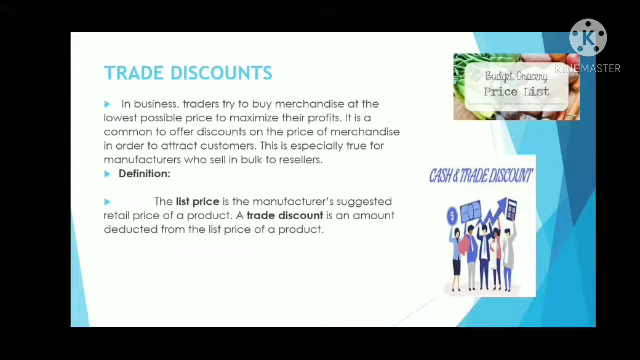 TRADE DISCOUNTS
In business, traders try to buy merchandise at the
lowest possible price to maximize their profits. It is a
common to offer discounts on the price of merchandise
in order to attract customers. This is especially true for
manufacturers who sell in bulk to resellers.
Definition:
The list price is the manufacturer's suggested
retail price of a product. A trade discount is an amount
deducted from the list price of a product.
K
KINEMASTER
Budget Grocery
Price List
CASH & TRADE DISCOUNT
$